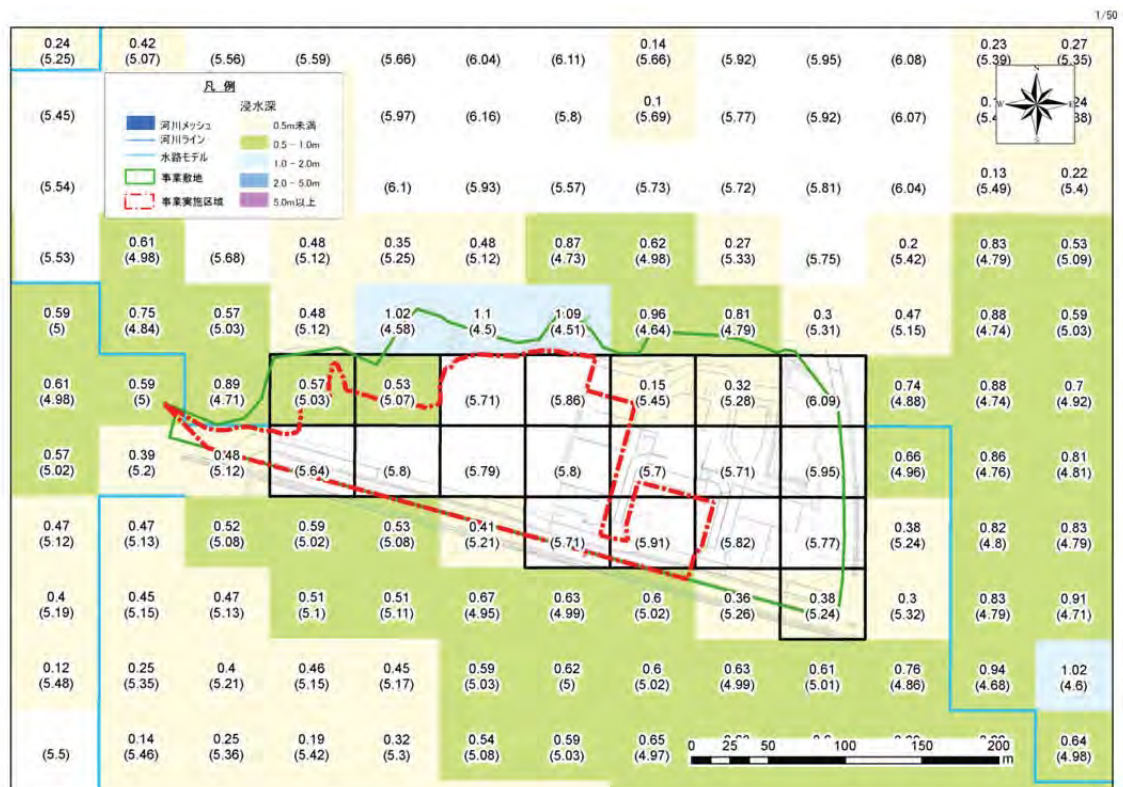 1/50
0.24 0.42 0.14 0.23 0.27
(5.25) (5.07) (5.56) (5.59) (5.66) (6.04) (6.11) (5.66) (5.92) (5.95) (6.08) (5.39) (5.35)
凡 例
浸水深
河川メッシュ 0.5m未満
河川ライン 0.5 - 1.0m
水路モデル 1.0 - 2.0m
事業敷地 2.0 - 5.0m
事業実施区域 5.0m以上
N
W E
S
0.1
(5.45) (5.97) (6.16) (5.8) (5.69) (5.77) (5.92) (6.07)
0.13 0.22
(5.54) (6.1) (5.93) (5.57) (5.73) (5.72) (5.81) (6.04) (5.49) (5.4)
0.61 0.48 0.35 0.48 0.87 0.62 0.27 0.2 0.83 0.53
(5.53) (4.98) (5.68) (5.12) (5.25) (5.12) (4.73) (4.98) (5.33) (5.75) (5.42) (4.79) (5.09)
0.59 0.75 0.57 0.48 1.02 1.1 1.09 0.96 0.81 0.3 0.47 0.88 0.59
(5) (4.84) (5.03) (5.12) (4.58) (4.5) (4.51) (4.64) (4.79) (5.31) (5.15) (4.74) (5.03)
0.61 0.59 0.89 0.57 0.53 0.15 0.32 0.74 0.88 0.7
(4.98) (5) (4.71) (5.03) (5.07) (5.71) (5.86) (5.45) (5.28) (6.09) (4.88) (4.74) (4.92)
0.57 0.39 0.48 0.66 0.86 0.81
(5.02) (5.2) (5.12) (5.64) (5.8) (5.79) (5.8) (5.7) (5.71) (5.95) (4.96) (4.76) (4.81)
0.47 0.47 0.52 0.59 0.53 0.41 0.38 0.82 0.83
(5.12) (5.13) (5.08) (5.02) (5.08) (5.21) (5.71) (5.91) (5.82) (5.77) (5.24) (4.8) (4.79)
0.4 0.45 0.47 0.51 0.51 0.67 0.63 0.6 0.36 0.38 0.3 0.83 0.91
(5.19) (5.15) (5.13) (5.1) (5.11) (4.95) (4.99) (5.02) (5.26) (5.24) (5.32) (4.79) (4.71)
0.12 0.25 0.4 0.46 0.45 0.59 0.62 0.6 0.63 0.61 0.76 0.94 1.02
(5.48) (5.35) (5.21) (5.15) (5.17) (5.03) (5) (5.02) (4.99) (5.01) (4.86) (4.68) (4.6)
0.14 0.25 0.19 0.32 0.54 0.59 0.65 0.64
(5.5) (5.46) (5.36) (5.42) (5.3) (5.08) (5.03) (4.97) (4.98)
0 25 50 100 150 200
m